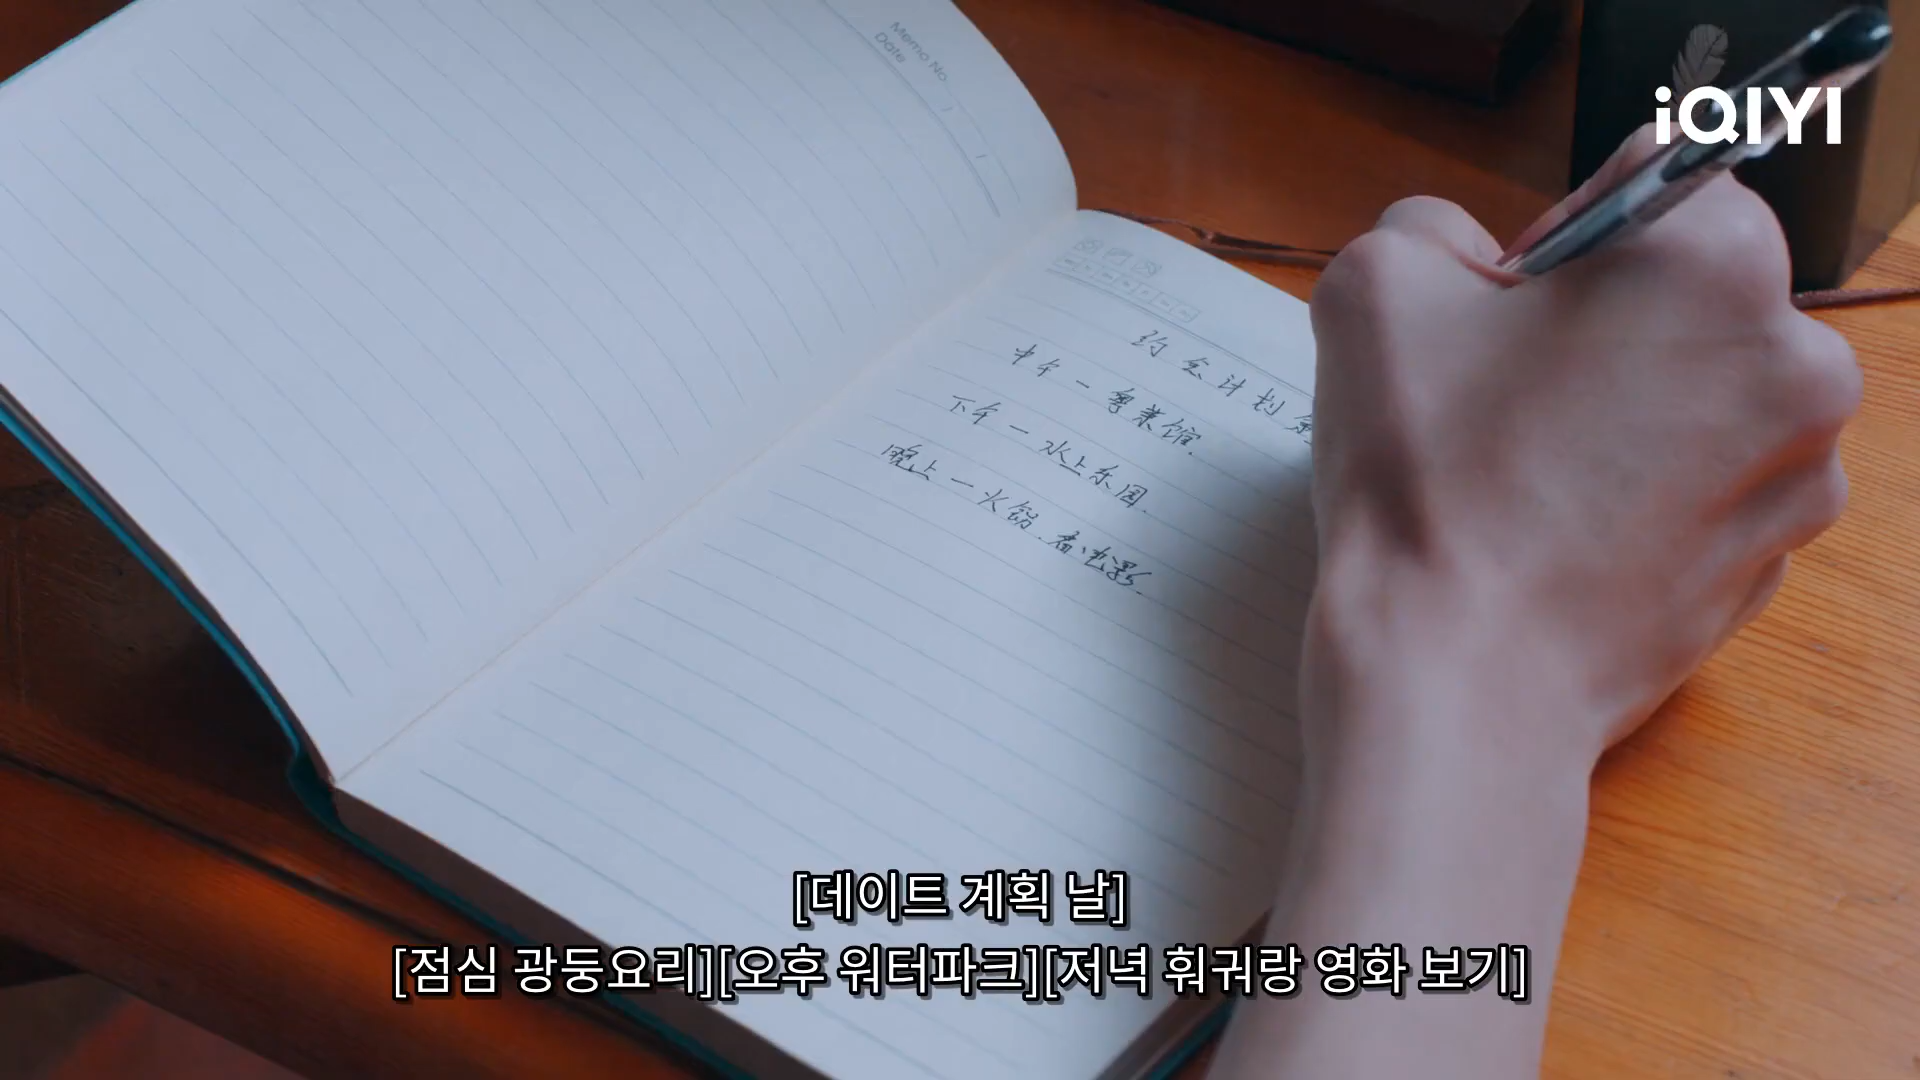 Memo No.
Date
iQIYI
约会计划
中午－粤菜馆.
下午－水上乐园.
晚上－火锅、看电影.
[데이트 계획 날]
[점심 광둥요리][오후 워터파크][저녁 훠궈랑 영화 보기]